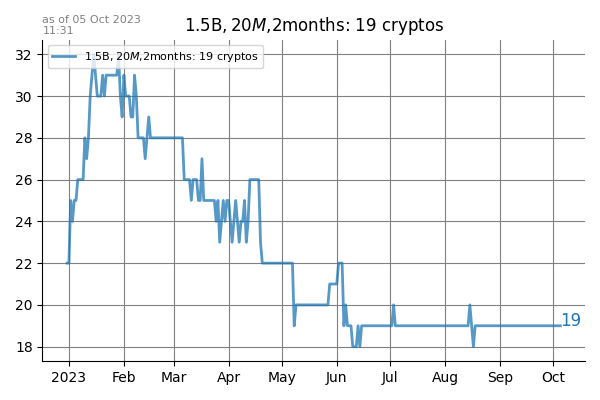 as of 05 Oct 2023
11:31
1.5B, 20M,2months: 19 cryptos
1.5B, 20M,2months: 19 cryptos
32
30
28
26
24
22
20
18
19
2023 Feb Mar Apr May Jun Jul Aug Sep Oct